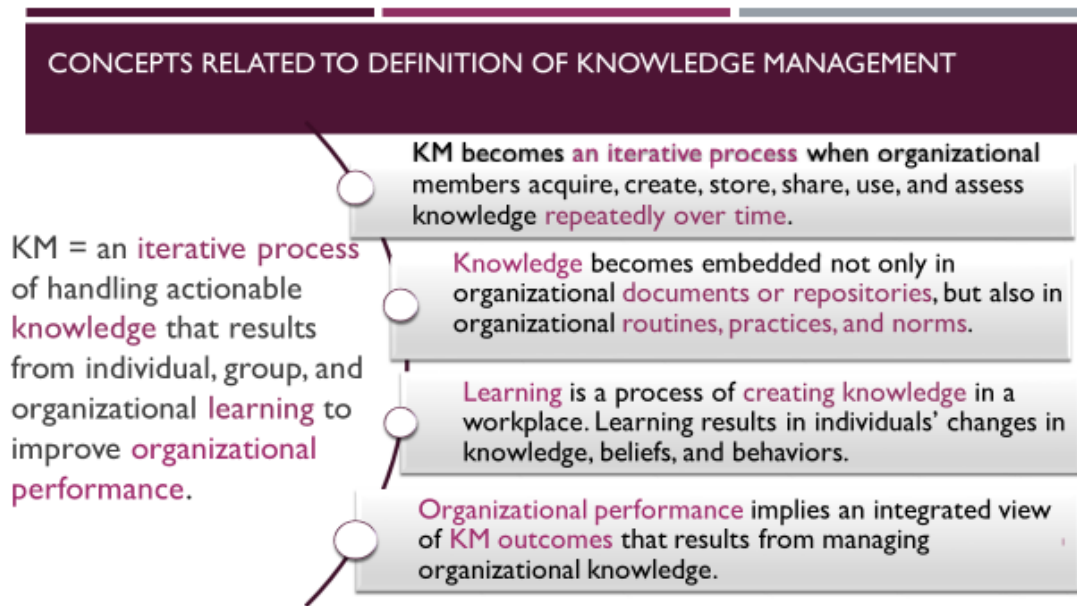 CONCEPTS RELATED TO DEFINITION OF KNOWLEDGE MANAGEMENT
KM = an iterative process
of handling actionable
knowledge that results
from individual, group, and
organizational learning to
improve organizational
performance.
KM becomes an iterative process when organizational
members acquire, create, store, share, use, and assess
knowledge repeatedly over time.
Knowledge becomes embedded not only in
organizational documents or repositories, but also in
organizational routines, practices, and norms.
Learning is a process of creating knowledge in a
workplace. Learning results in individuals’ changes in
knowledge, beliefs, and behaviors.
Organizational performance implies an integrated view
of KM outcomes that results from managing
organizational knowledge.